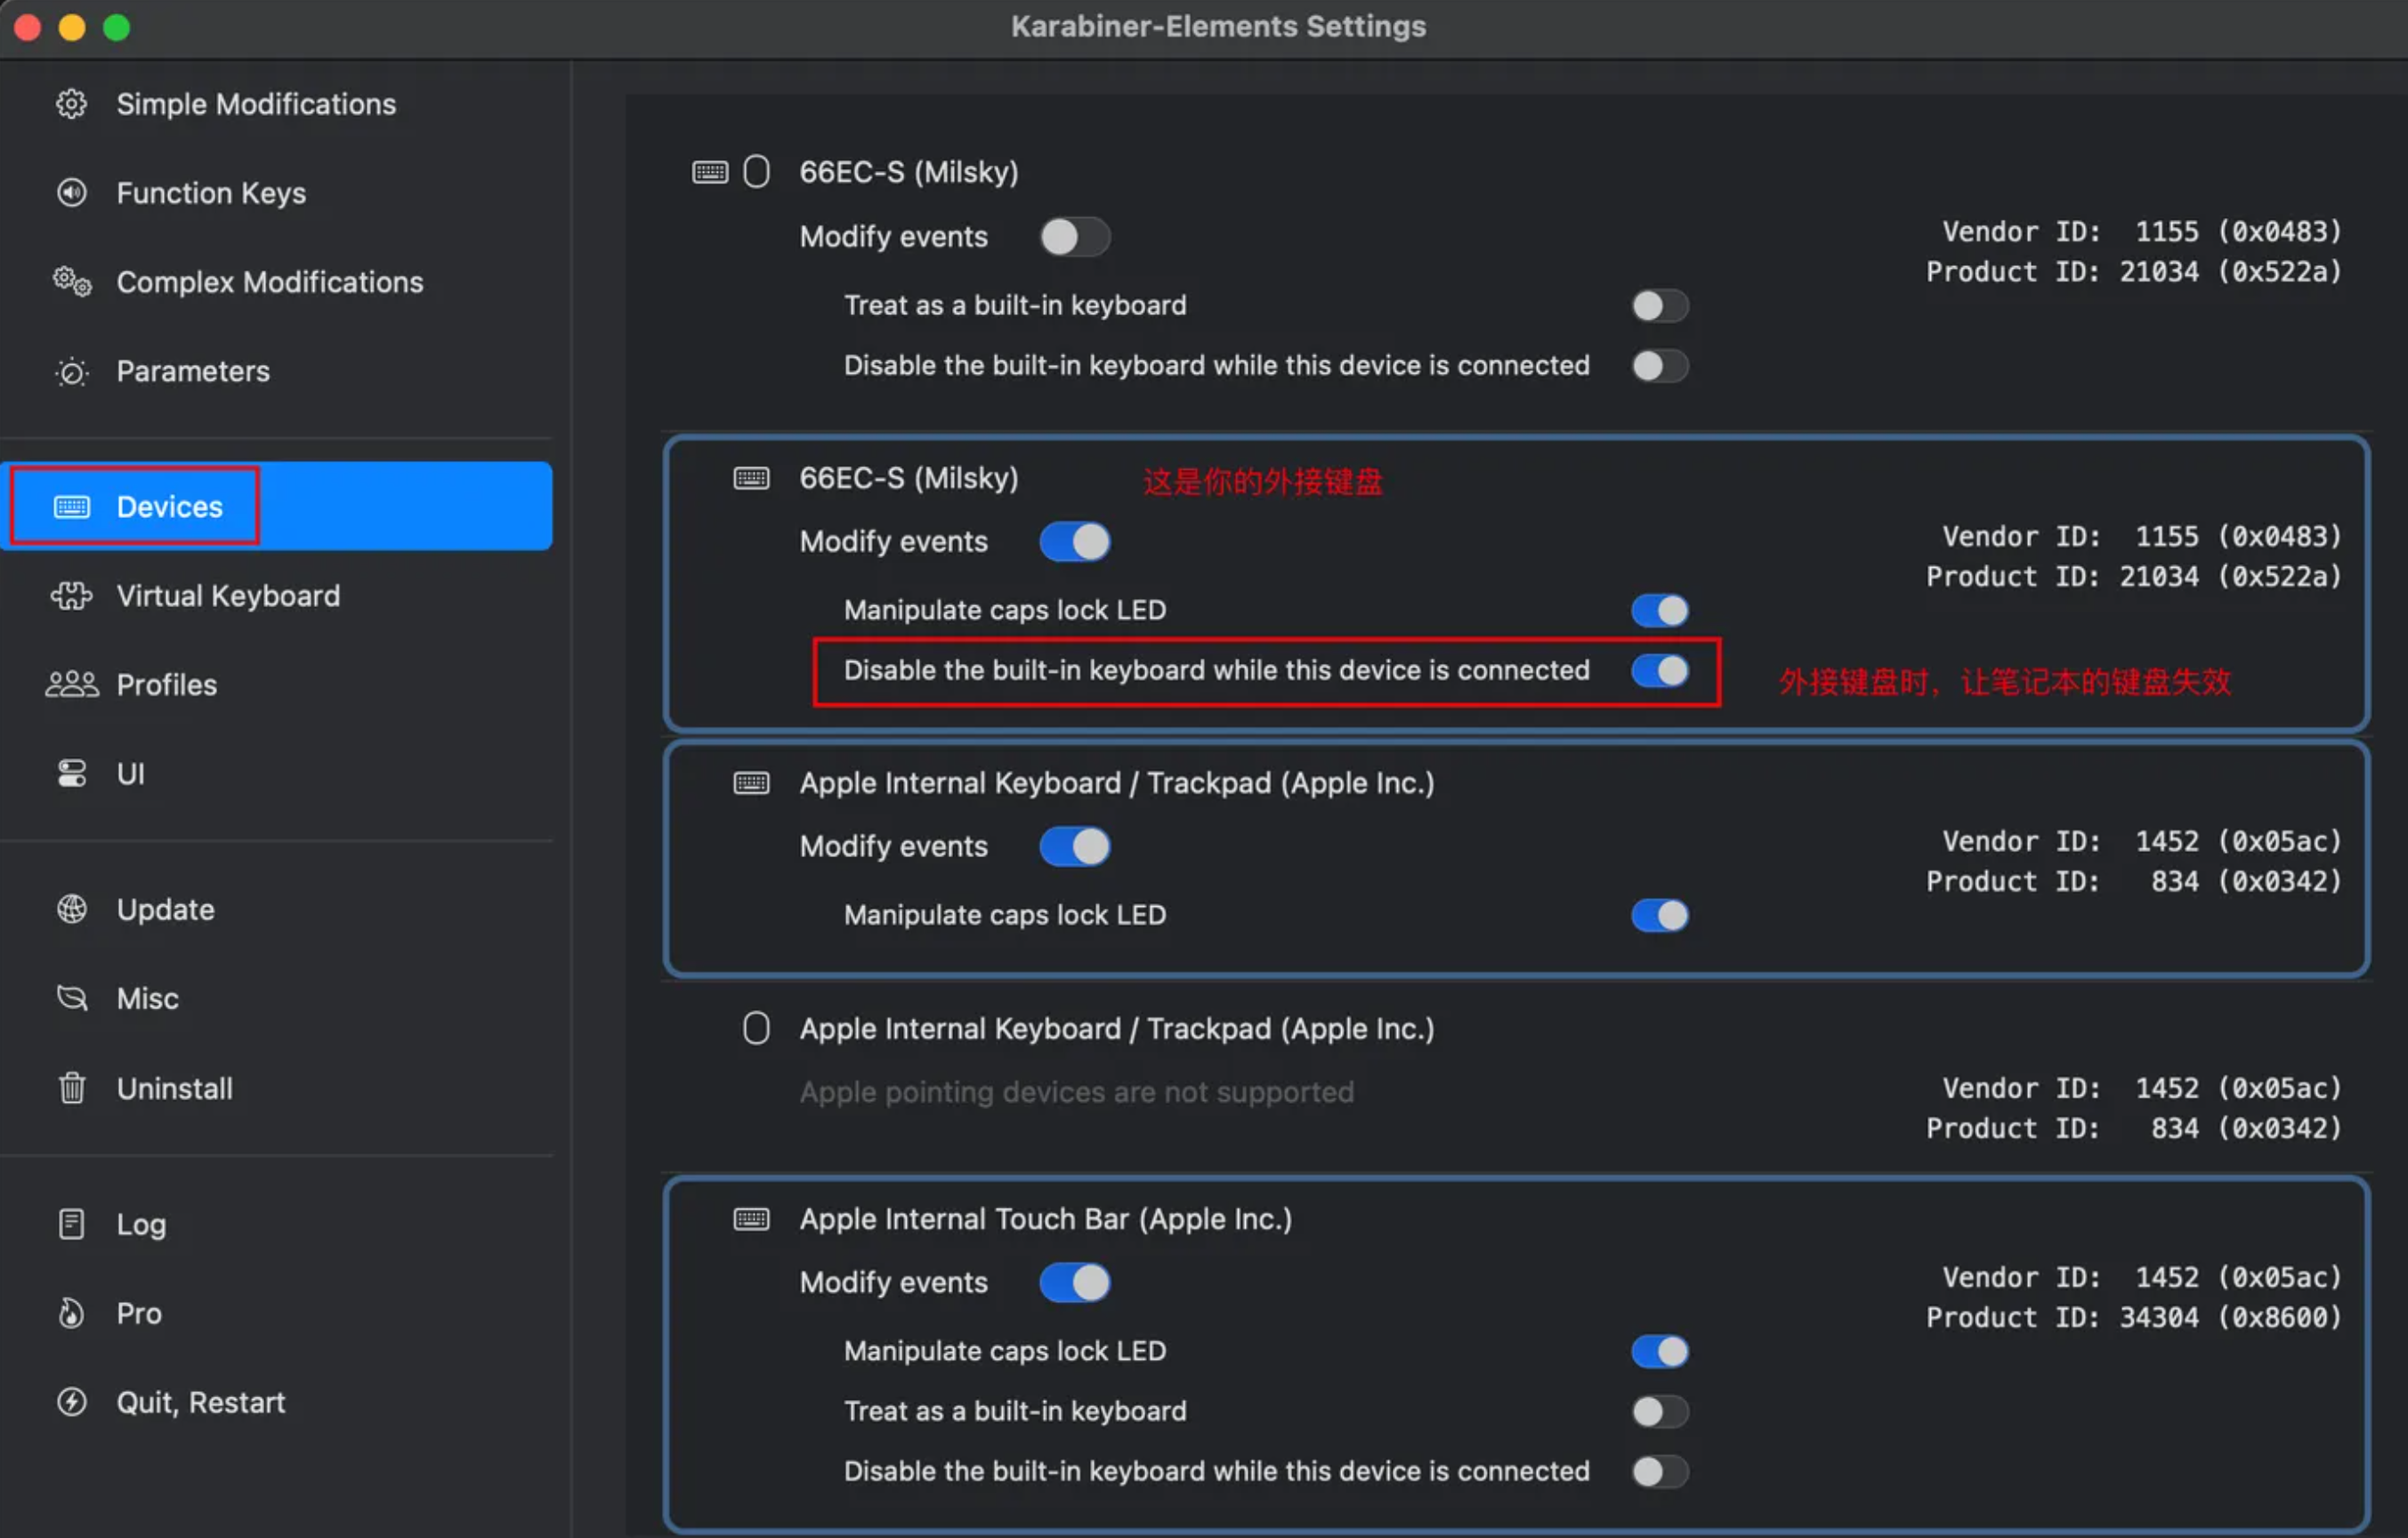 Karabiner-Elements Settings
Simple Modifications
Function Keys
Complex Modifications
Parameters
Devices
Virtual Keyboard
Profiles
UI
Update
Misc
Uninstall
Log
Pro
Quit, Restart
66EC-S (Milsky)
Modify events
Vendor ID: 1155 (0x0483)
Product ID: 21034 (0x522a)
Treat as a built-in keyboard
Disable the built-in keyboard while this device is connected
66EC-S (Milsky) 这是你的外接键盘
Modify events
Vendor ID: 1155 (0x0483)
Product ID: 21034 (0x522a)
Manipulate caps lock LED
Disable the built-in keyboard while this device is connected 外接键盘时，让笔记本的键盘失效
Apple Internal Keyboard / Trackpad (Apple Inc.)
Modify events
Vendor ID: 1452 (0x05ac)
Product ID: 834 (0x0342)
Manipulate caps lock LED
Apple Internal Keyboard / Trackpad (Apple Inc.)
Apple pointing devices are not supported
Vendor ID: 1452 (0x05ac)
Product ID: 834 (0x0342)
Apple Internal Touch Bar (Apple Inc.)
Modify events
Vendor ID: 1452 (0x05ac)
Product ID: 34304 (0x8600)
Manipulate caps lock LED
Treat as a built-in keyboard
Disable the built-in keyboard while this device is connected